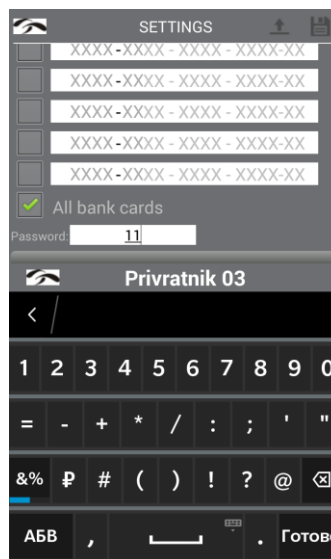 SETTINGS
XXXX-XXXX - XXXX - XXXX-XX
XXXX-XXXX - XXXX - XXXX-XX
XXXX-XXXX - XXXX - XXXX-XX
XXXX-XXXX - XXXX - XXXX-XX
XXXX-XXXX - XXXX - XXXX-XX
All bank cards
Password: 11
Privratnik 03
1 2 3 4 5 6 7 8 9 0
= - + * / : ; ' "
&% ₽ # ( ) ! ? @
АБВ , . Готов